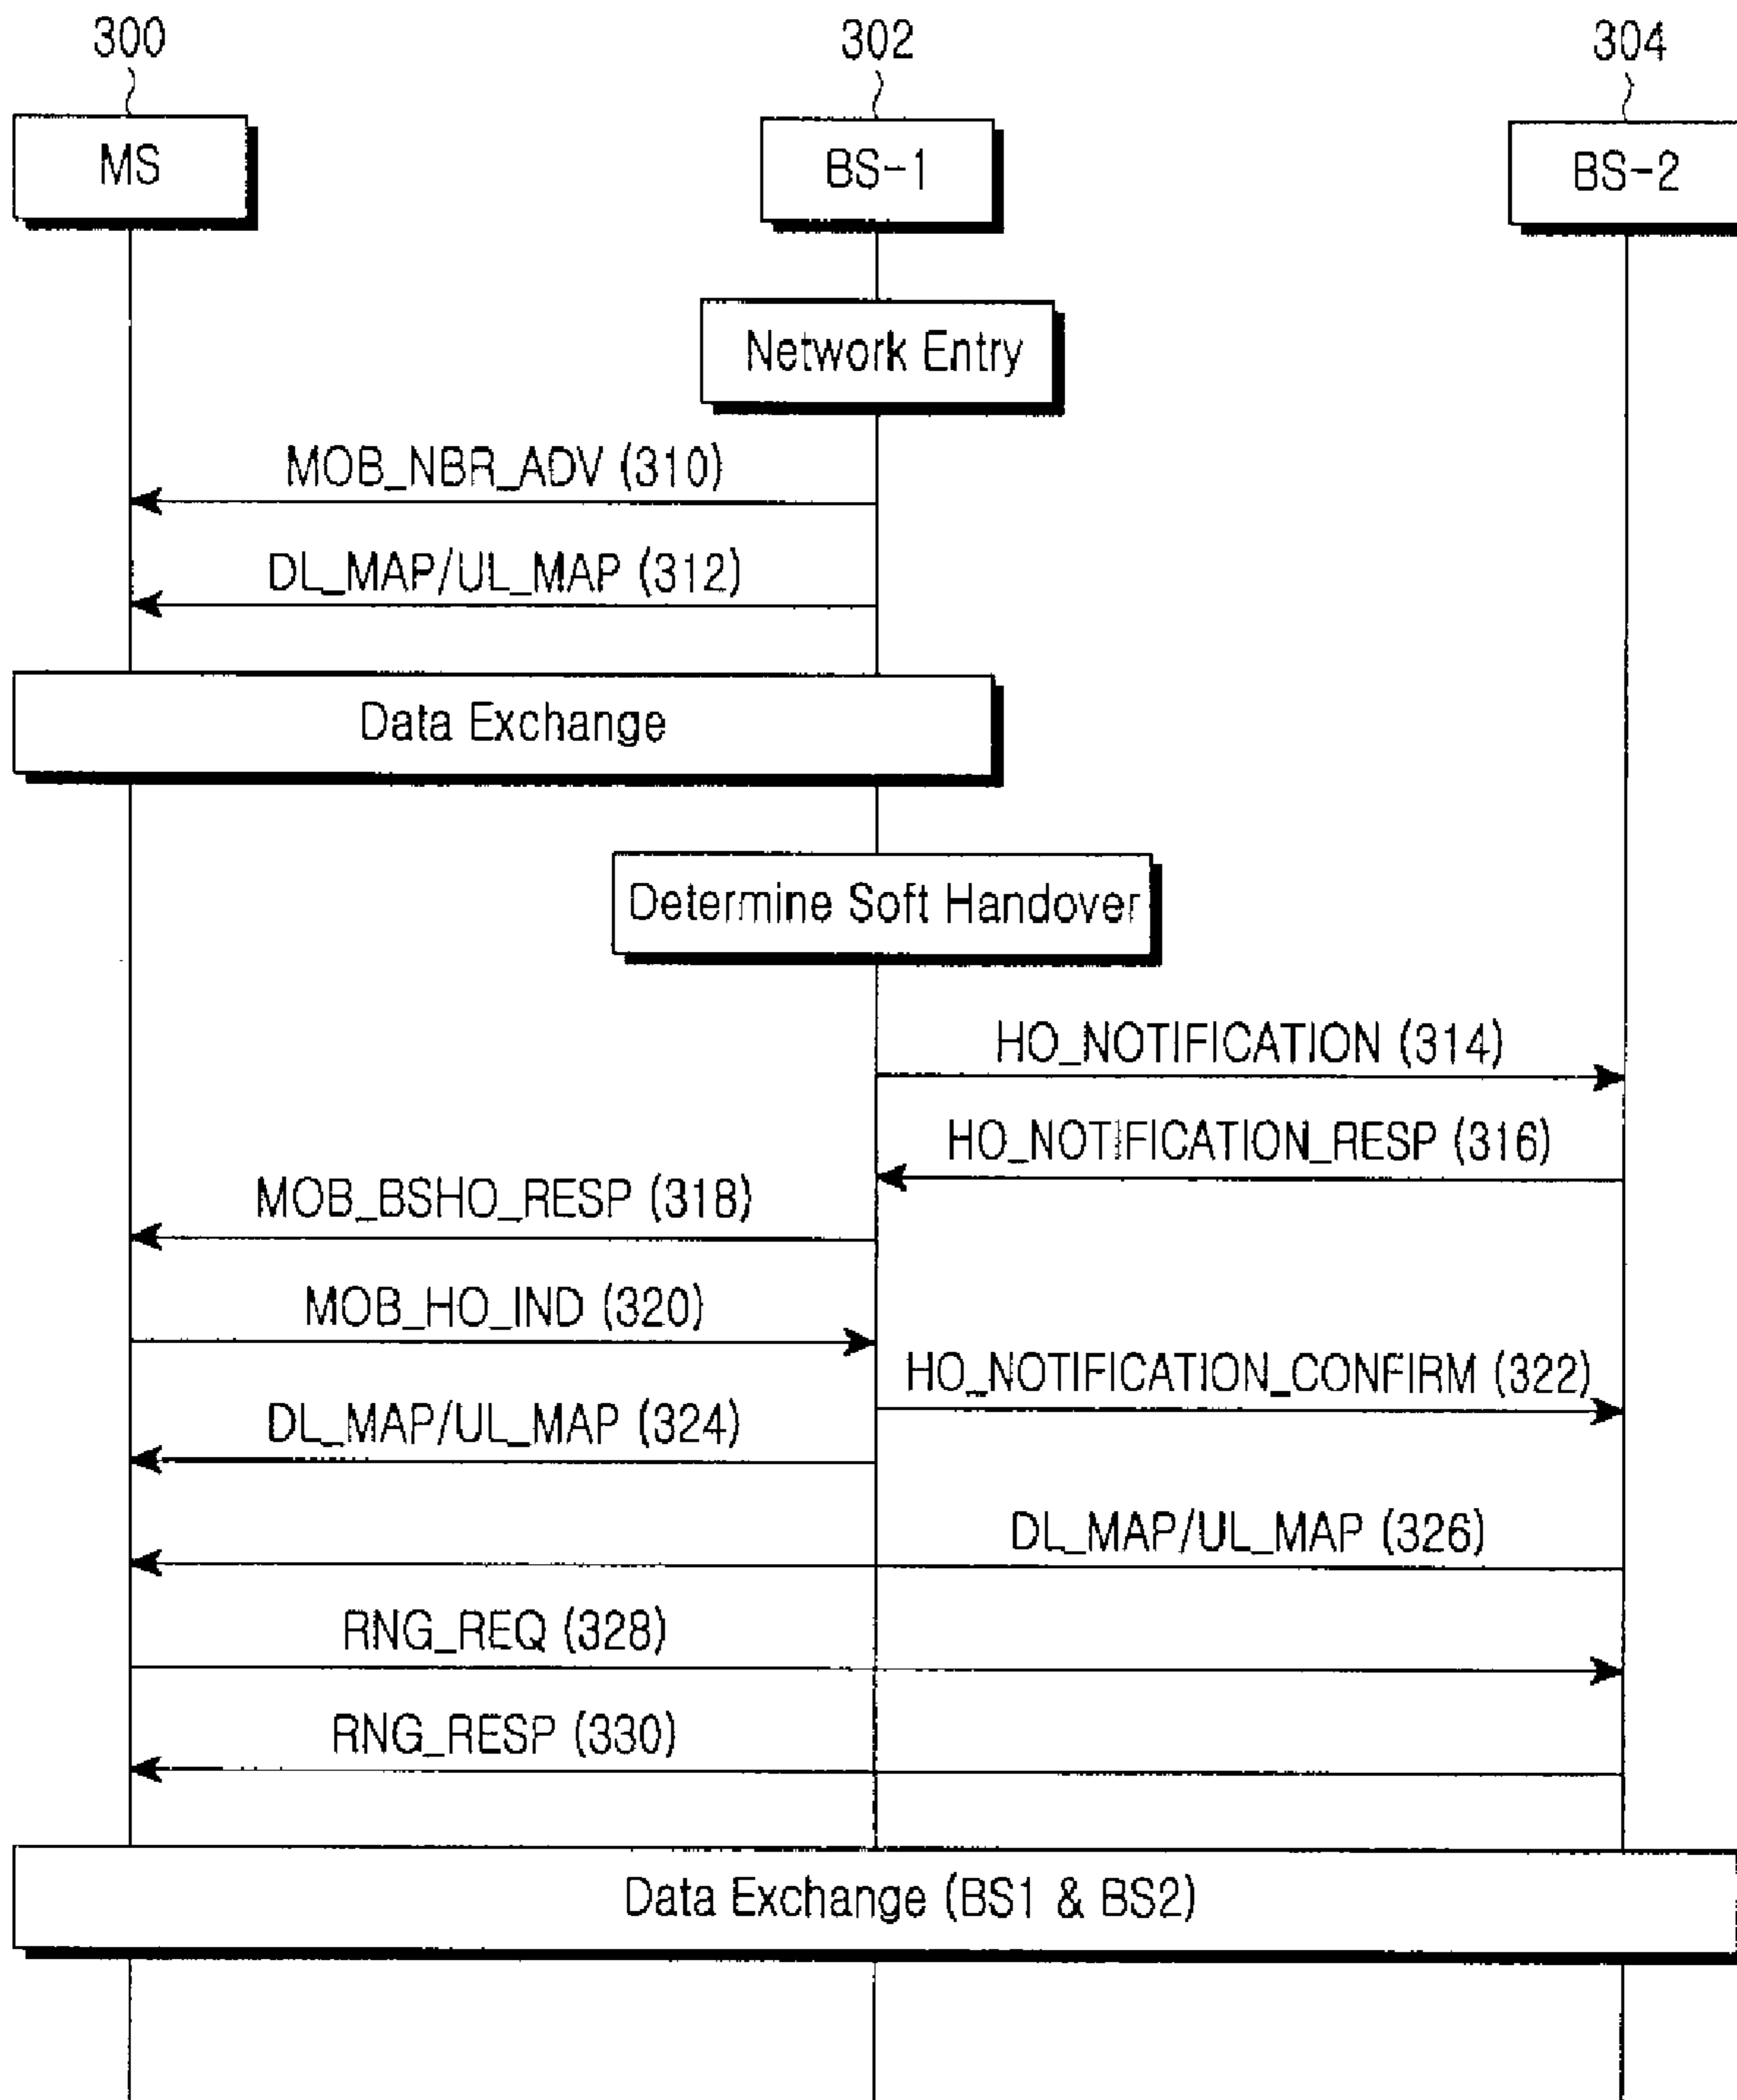 300
302
304
MS
BS-1
BS-2
Network Entry
MOB_NBR_ADV (310)
DL_MAP/UL_MAP (312)
Data Exchange
Determine Soft Handover
HO_NOTIFICATION (314)
HO_NOTIFICATION_RESP (316)
MOB_BSHO_RESP (318)
MOB_HO_IND (320)
HO_NOTIFICATION_CONFIRM (322)
DL_MAP/UL_MAP (324)
DL_MAP/UL_MAP (326)
RNG_REQ (328)
RNG_RESP (330)
Data Exchange (BS1 & BS2)